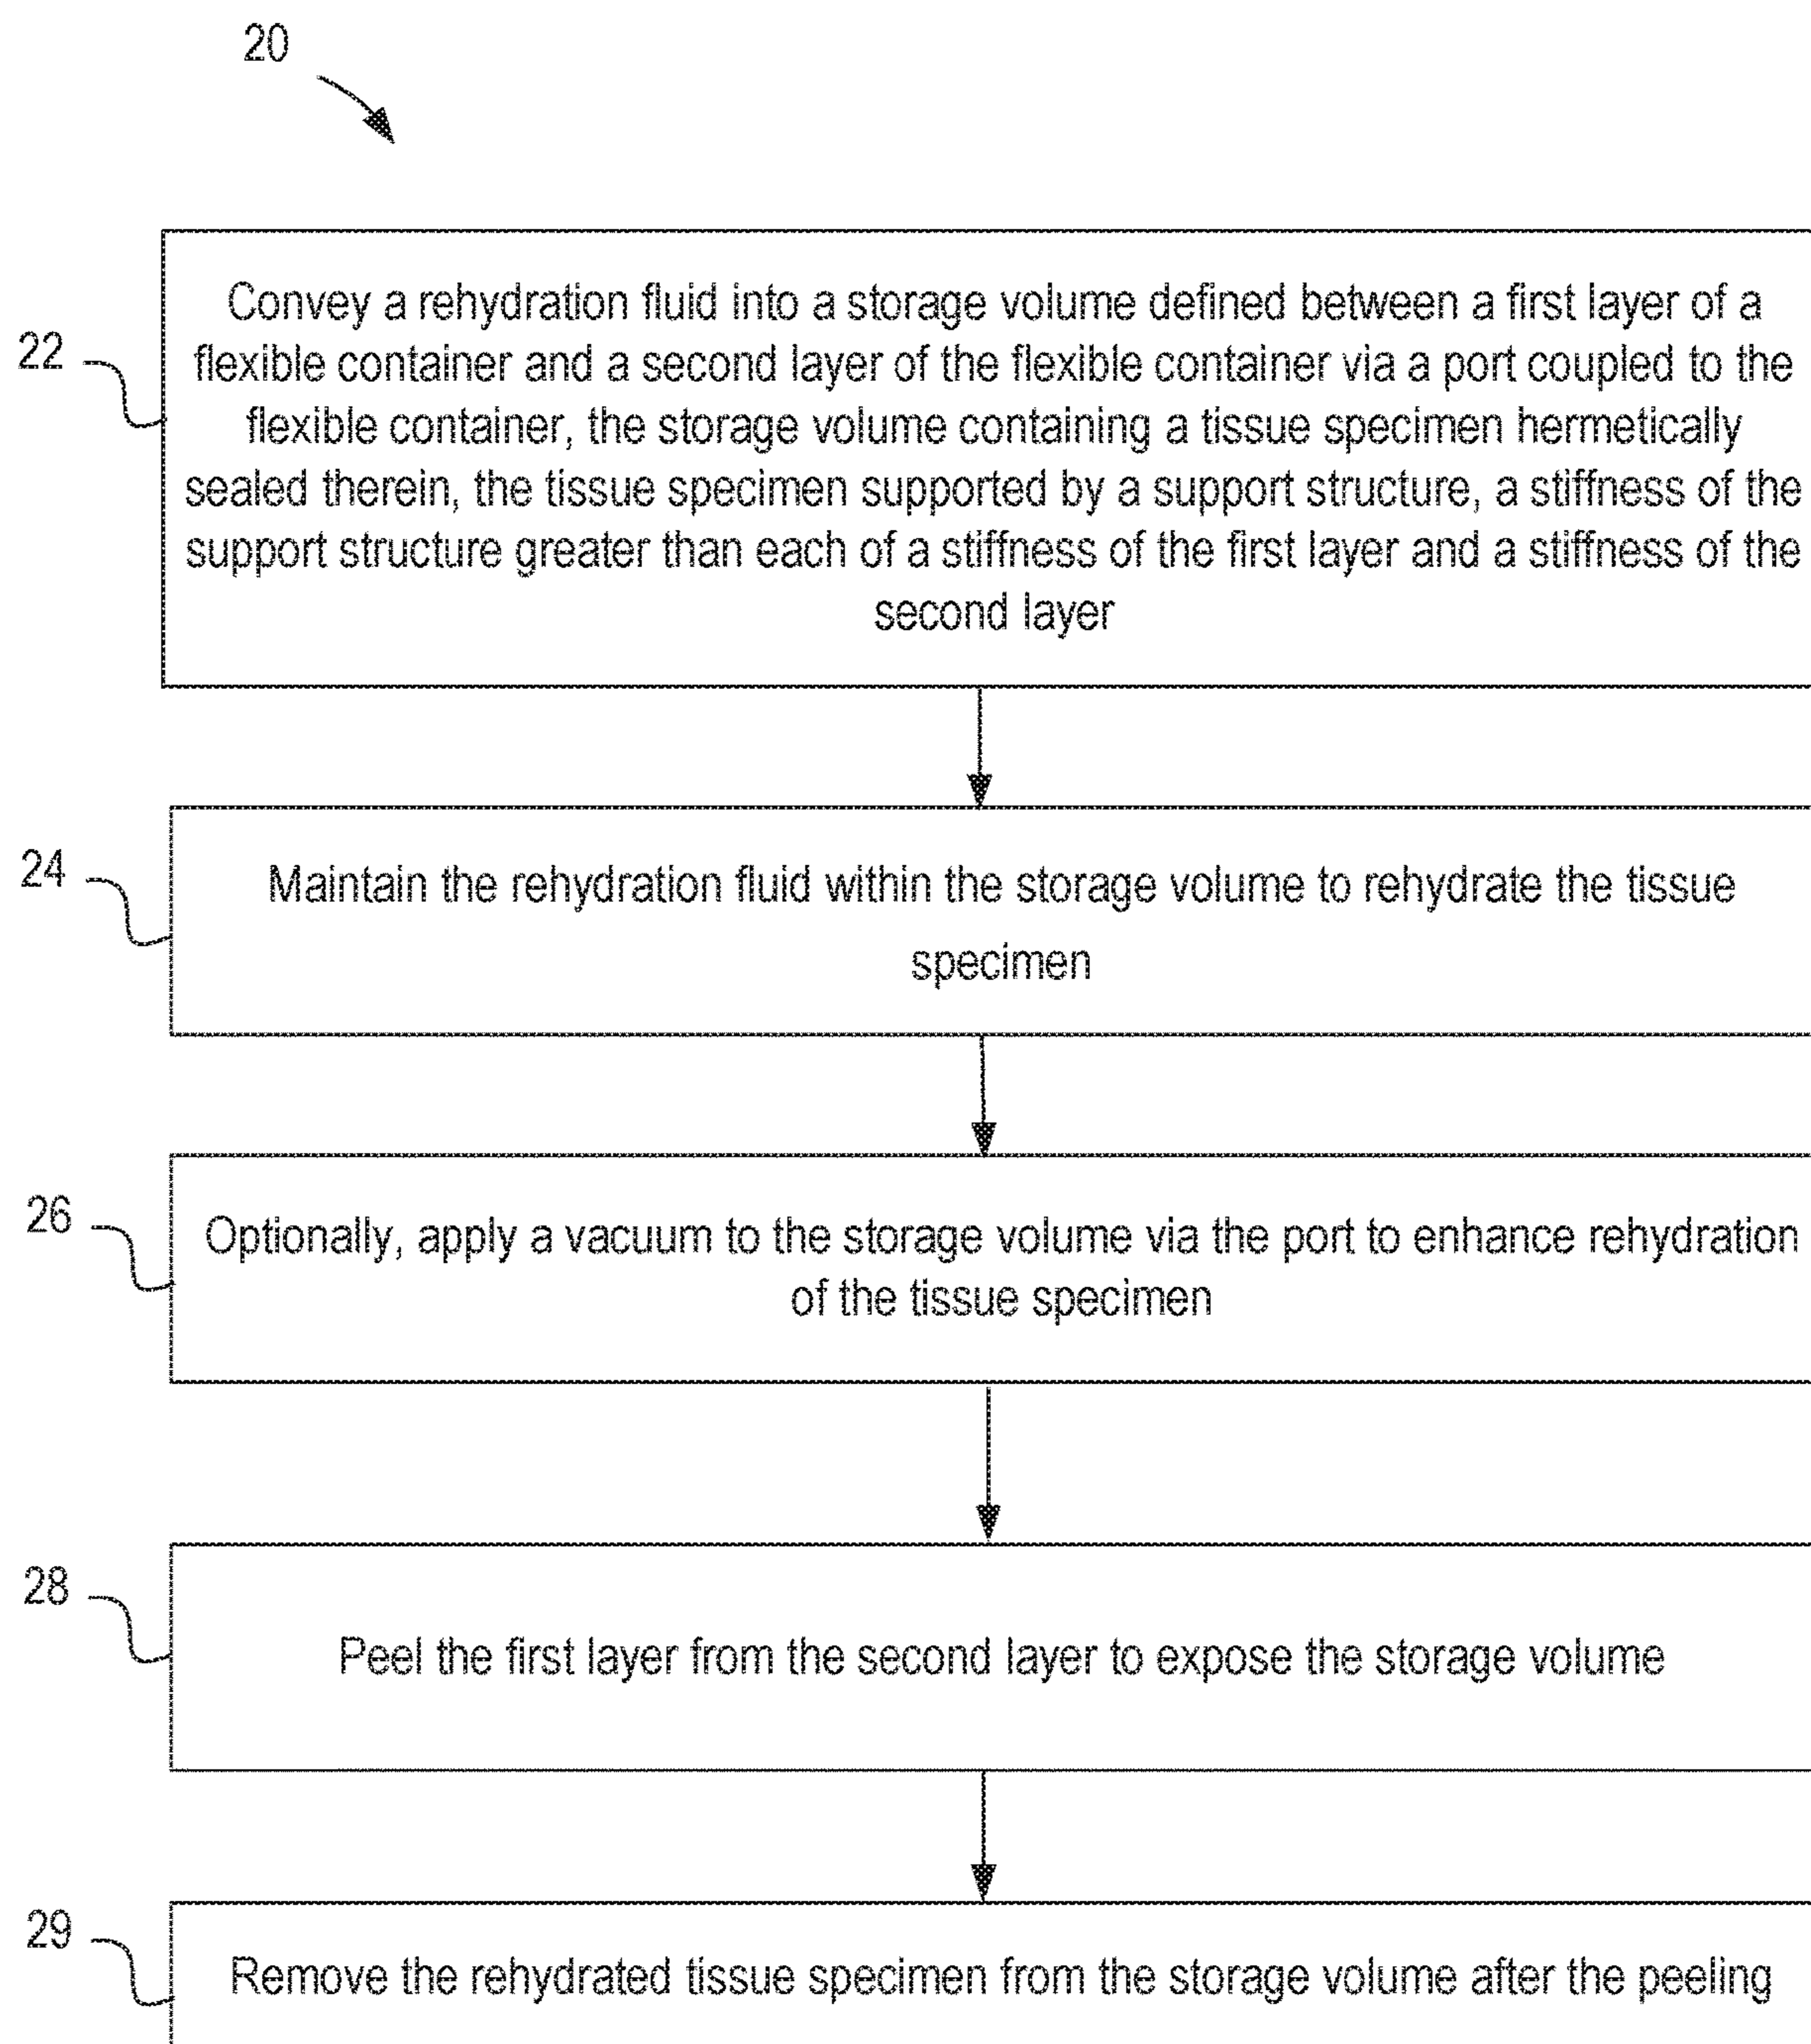 20
22
Convey a rehydration fluid into a storage volume defined between a first layer of a
flexible container and a second layer of the flexible container via a port coupled to the
flexible container, the storage volume containing a tissue specimen hermetically
sealed therein, the tissue specimen supported by a support structure, a stiffness of the
support structure greater than each of a stiffness of the first layer and a stiffness of the
second layer
24
Maintain the rehydration fluid within the storage volume to rehydrate the tissue
specimen
26
Optionally, apply a vacuum to the storage volume via the port to enhance rehydration
of the tissue specimen
28
Peel the first layer from the second layer to expose the storage volume
29
Remove the rehydrated tissue specimen from the storage volume after the peeling